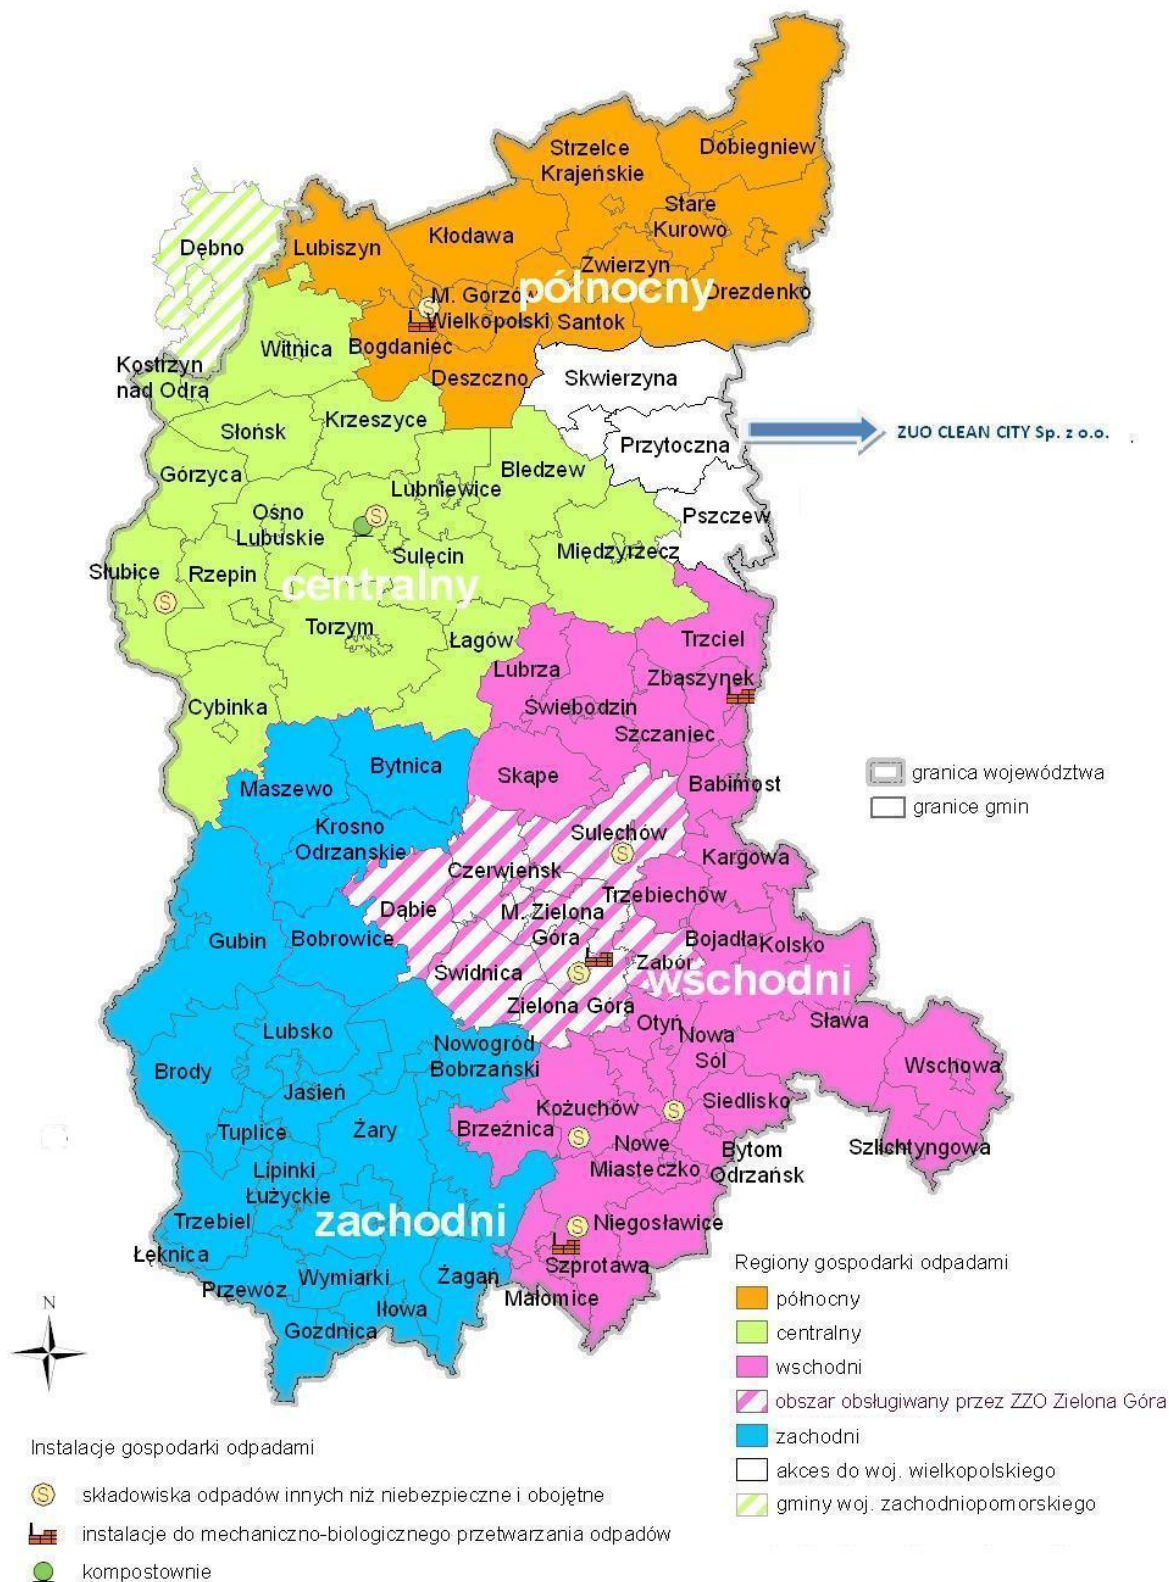 Dobiegniew
Strzelce
Krajeńskie
Stare
Kurowo
Dębno
Lubiszyn
Kłodawa
Zwierzyn
północny
Drezdenko
M. Gorzów
Wielkopolski
Santok
S
Bogdaniec
Witnica
Kostrzyn
nad Odrą
Deszczno
Skwierzyna
Krzeszyce
Słońsk
Przytoczna
ZUO CLEAN CITY Sp. z o.o.
.
Górzyca
Bledzew
Lubniewice
Ośno
Lubuskie
S
Pszczew
Sulęcin
Międzyrzecz
Słubice
Rzepin
centralny
S
Torzym
Łagów
Trzciel
Lubrza
Zbąszynek
Cybinka
Świebodzin
Szczaniec
Bytnica
Skąpe
Babimost
Maszewo
granica województwa
granice gmin
Krosno
Odrzańskie
Sulechów
S
Kargowa
Czerwieńsk
Trzebiechów
Dąbie
M. Zielona
Góra
Gubin
Bobrowice
Bojadła
Kolsko
Zabór
Świdnica
S
wschodni
Zielona Góra
Otyń
Nowa
Sól
Sława
Lubsko
Nowogród
Bobrzański
Wschowa
Brody
Jasień
Kożuchów
S
Siedlisko
Tuplice
Żary
Brzeźnica
S
Nowe
Miasteczko
Bytom
Odrzańsk
Szlichtyngowa
Lipinki
Łużyckie
Trzebiel
zachodni
S
Niegosławice
Łęknica
Szprotawa
Przewóz
Wymiarki
Żagań
Małomice
Iłowa
Gozdnica
N
Regiony gospodarki odpadami
północny
centralny
wschodni
obszar obsługiwany przez ZZO Zielona Góra
zachodni
akces do woj. wielkopolskiego
gminy woj. zachodniopomorskiego
Instalacje gospodarki odpadami
S składowiska odpadów innych niż niebezpieczne i obojętne
instalacje do mechaniczno-biologicznego przetwarzania odpadów
kompostownie